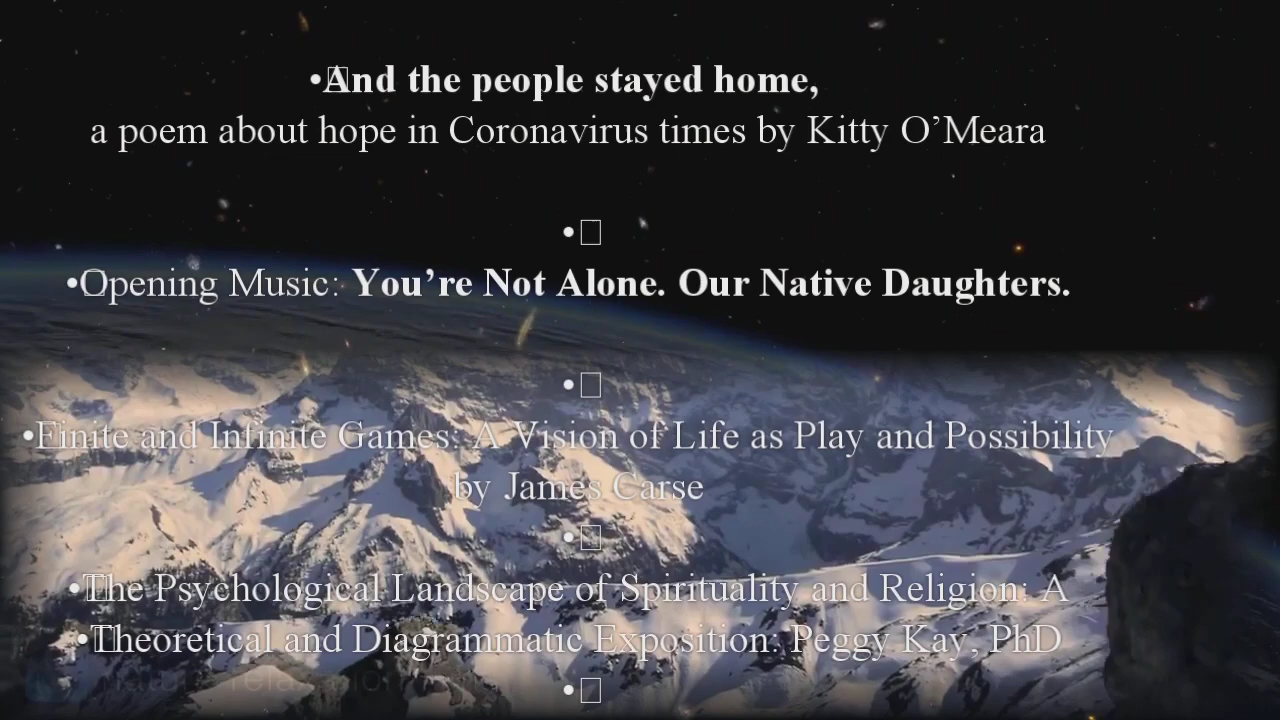 •And the people stayed home,
a poem about hope in Coronavirus times by Kitty O’Meara
•
•Opening Music: You’re Not Alone. Our Native Daughters.
•
•Finite and Infinite Games: A Vision of Life as Play and Possibility
by James Carse
•
•The Psychological Landscape of Spirituality and Religion: A
•Theoretical and Diagrammatic Exposition: Peggy Kay, PhD
•